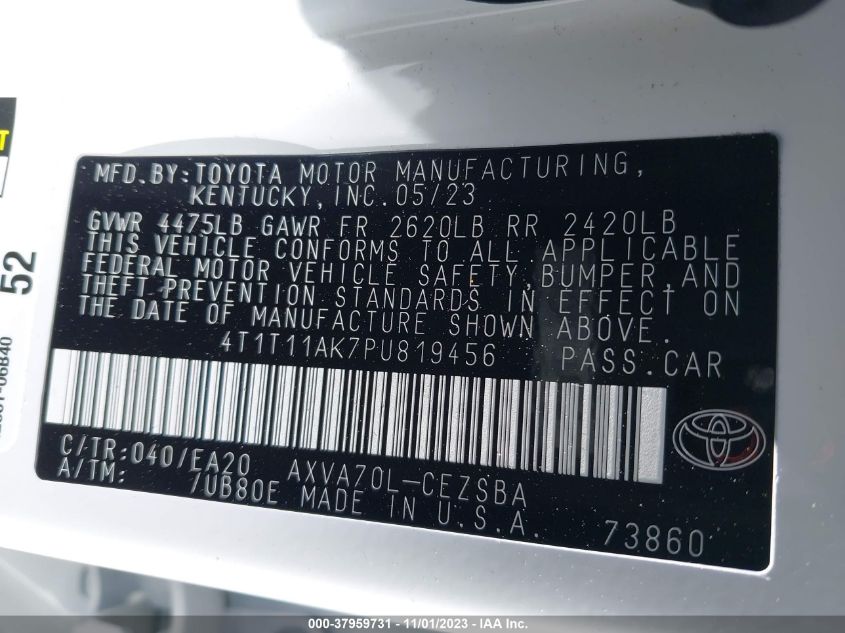 MFD.BY:TOYOTA MOTOR MANUFACTURING,
KENTUCKY,INC.05/23
GVWR 4475LB GAWR FR 2620LB RR 2420LB
THIS VEHICLE CONFORMS TO ALL APPLICABLE
FEDERAL MOTOR VEHICLE SAFETY,BUMPER,AND
THEFT PREVENTION STANDARDS IN EFFECT ON
THE DATE OF MANUFACTURE SHOWN ABOVE.
4T1T11AK7PU819456 PASS.CAR
C/TR:040/EA20 AXVA70L-CEZSBA
A/TM: /UB80E MADE IN U.S.A. 73860
52
000-37959731 - 11/01/2023 - IAA Inc.